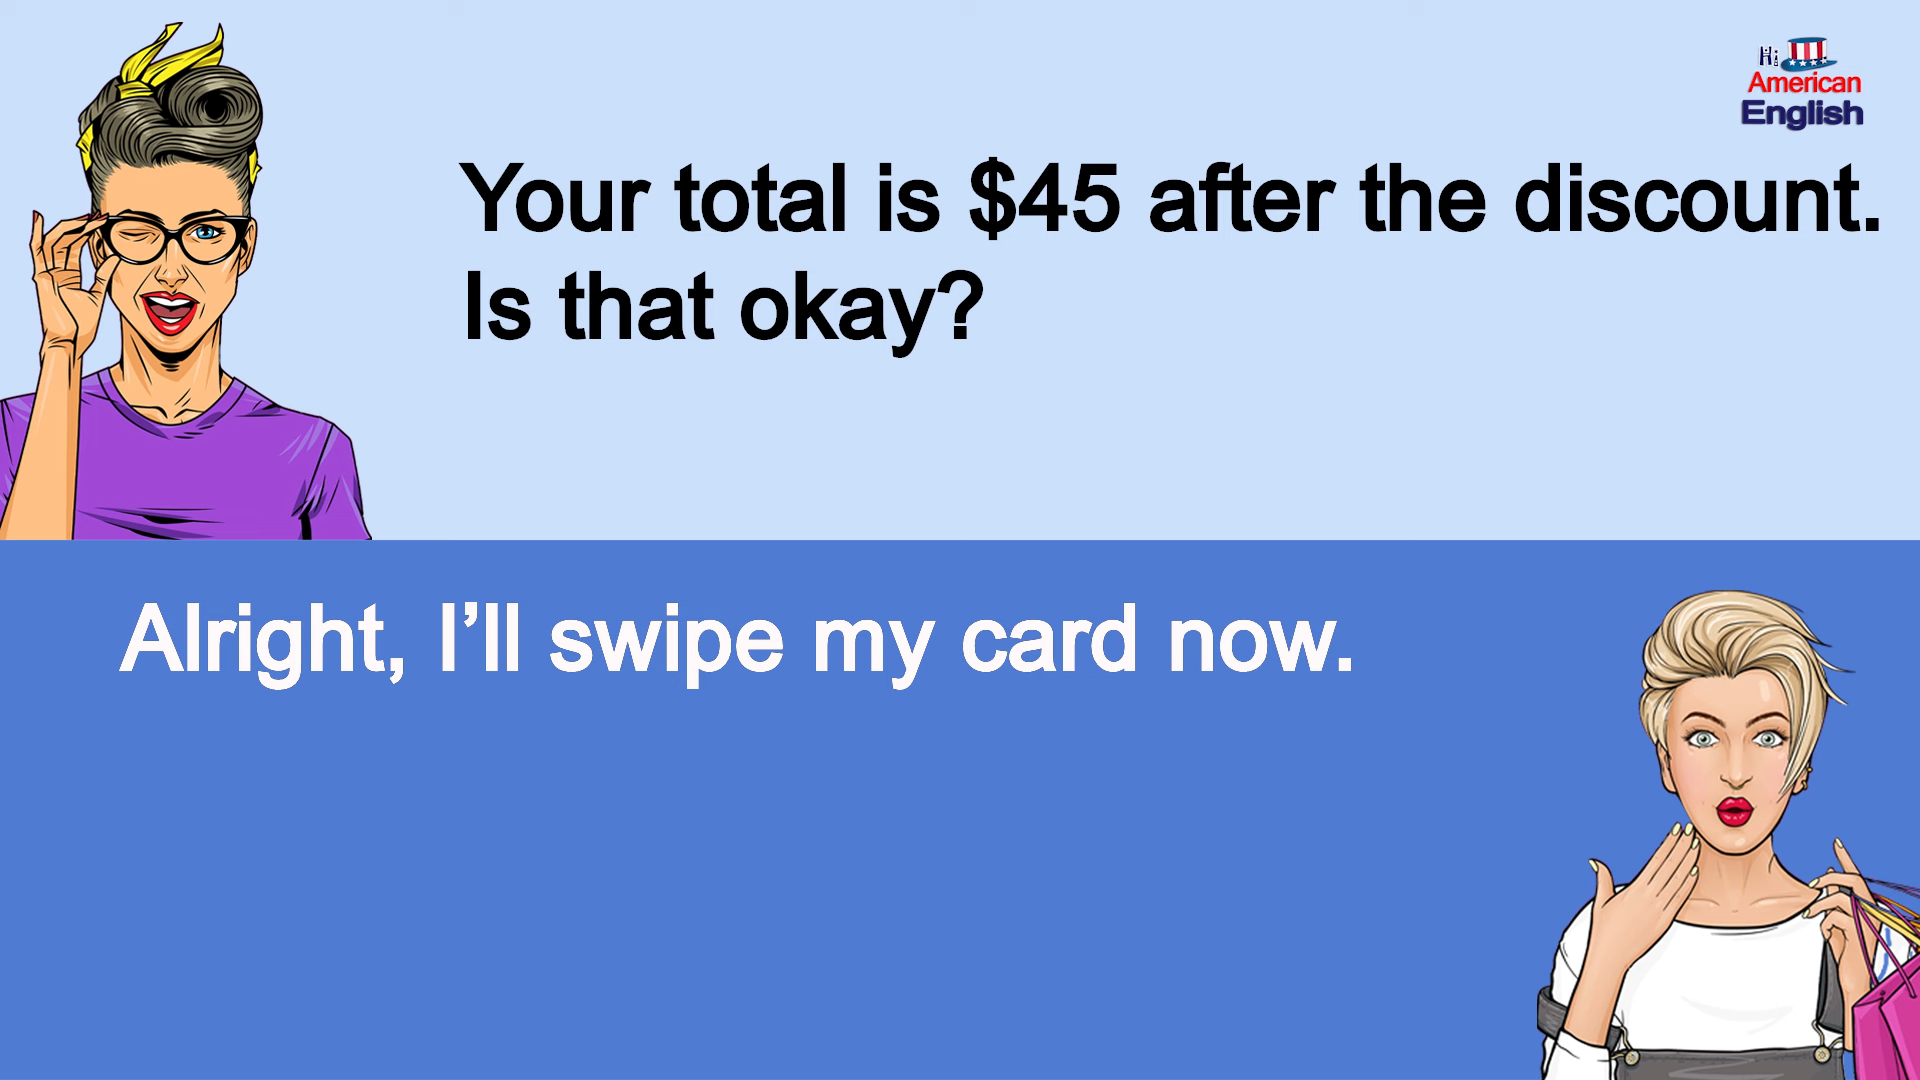 Hi
American
English
Your total is $45 after the discount.
Is that okay?
Alright, I’ll swipe my card now.